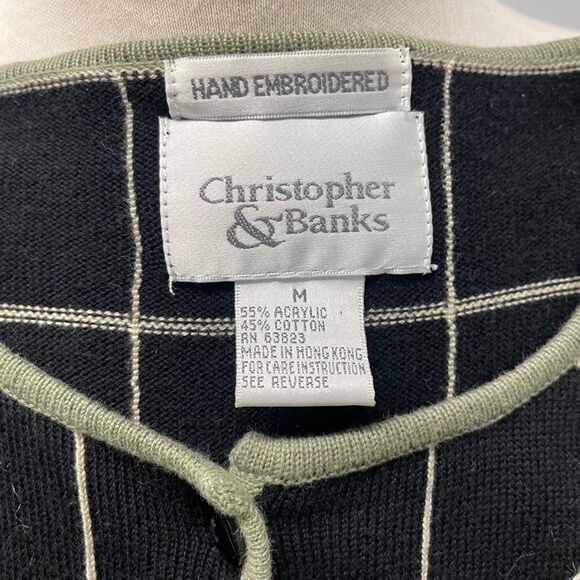 HAND EMBROIDERED
Christopher
& Banks
M
55% ACRYLIC
45% COTTON
RN 63823
MADE IN HONG KONG
FOR CARE INSTRUCTION
SEE REVERSE